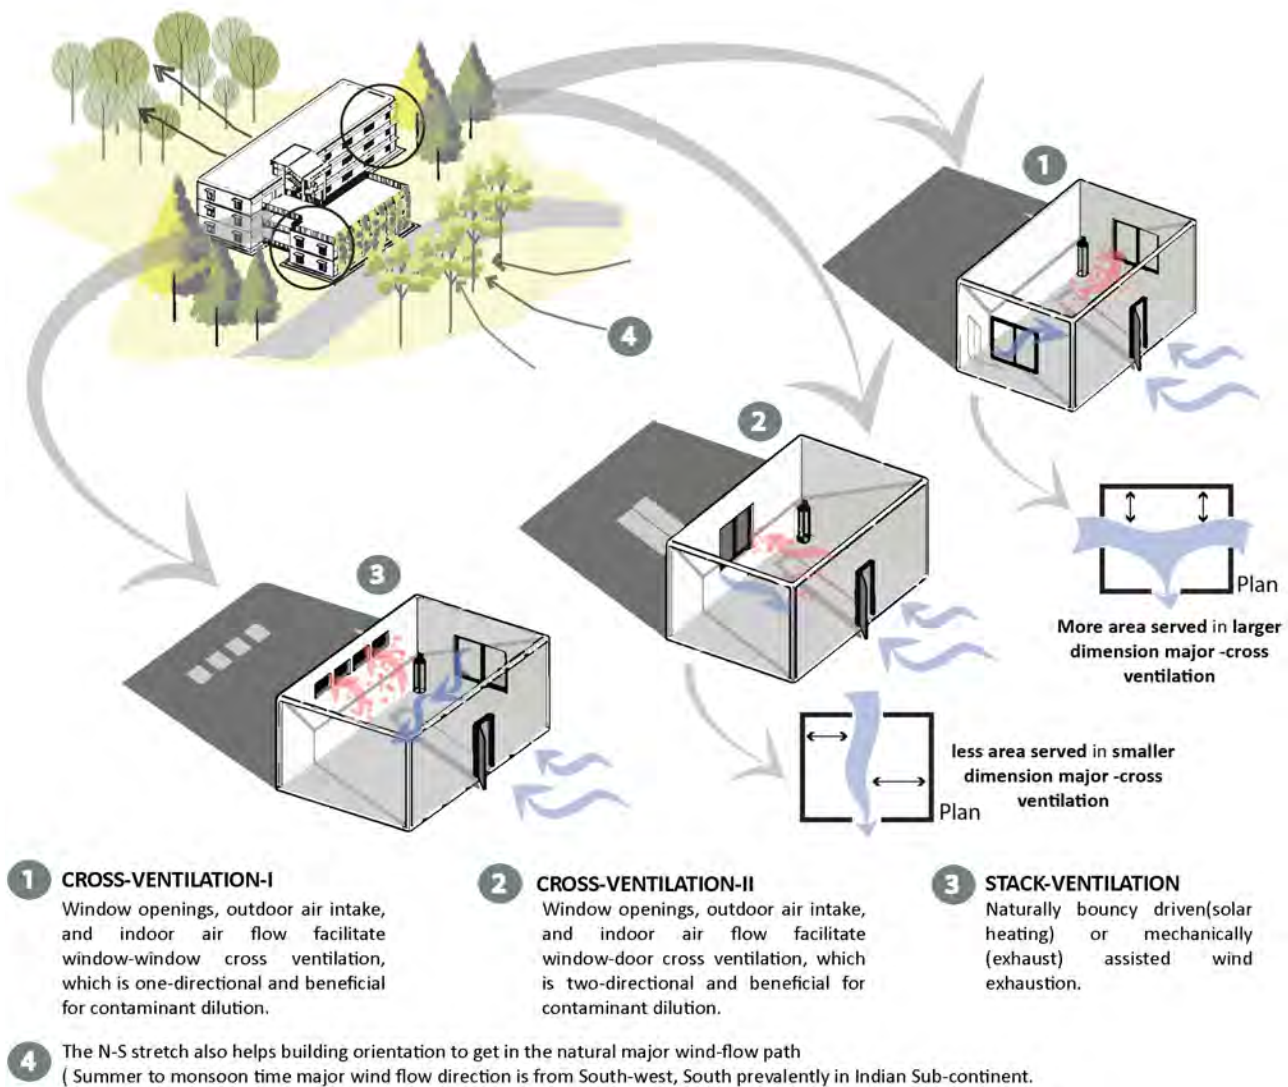 1
4
2
3
Plan
More area served in larger
dimension major -cross
ventilation
less area served in smaller
dimension major -cross
ventilation
Plan
1 CROSS-VENTILATION-I
Window openings, outdoor air intake,
and indoor air flow facilitate
window-window cross ventilation,
which is one-directional and beneficial
for contaminant dilution.
2 CROSS-VENTILATION-II
Window openings, outdoor air intake,
and indoor air flow facilitate
window-door cross ventilation, which
is two-directional and beneficial for
contaminant dilution.
3 STACK-VENTILATION
Naturally bouncy driven(solar
heating) or mechanically
(exhaust) assisted wind
exhaustion.
4 The N-S stretch also helps building orientation to get in the natural major wind-flow path
( Summer to monsoon time major wind flow direction is from South-west, South prevalently in Indian Sub-continent.